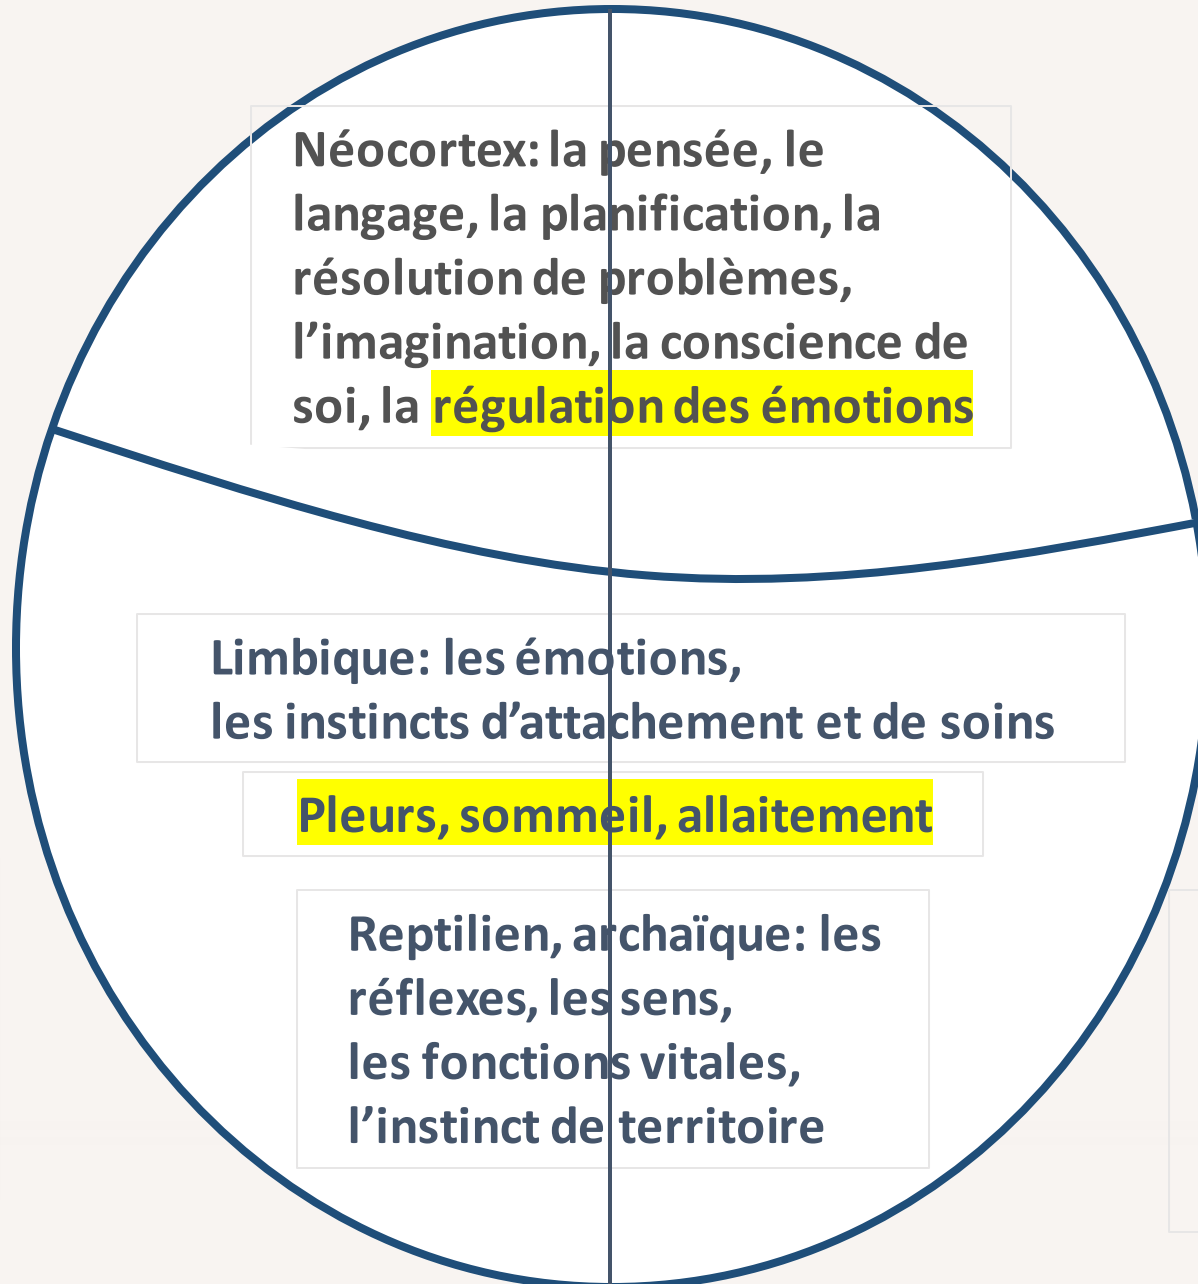 Néocortex: la pensée, le
langage, la planification, la
résolution de problèmes,
l’imagination, la conscience de
soi, la régulation des émotions
Limbique: les émotions,
les instincts d’attachement et de soins
Pleurs, sommeil, allaitement
Reptilien, archaïque: les
réflexes, les sens,
les fonctions vitales,
l’instinct de territoire